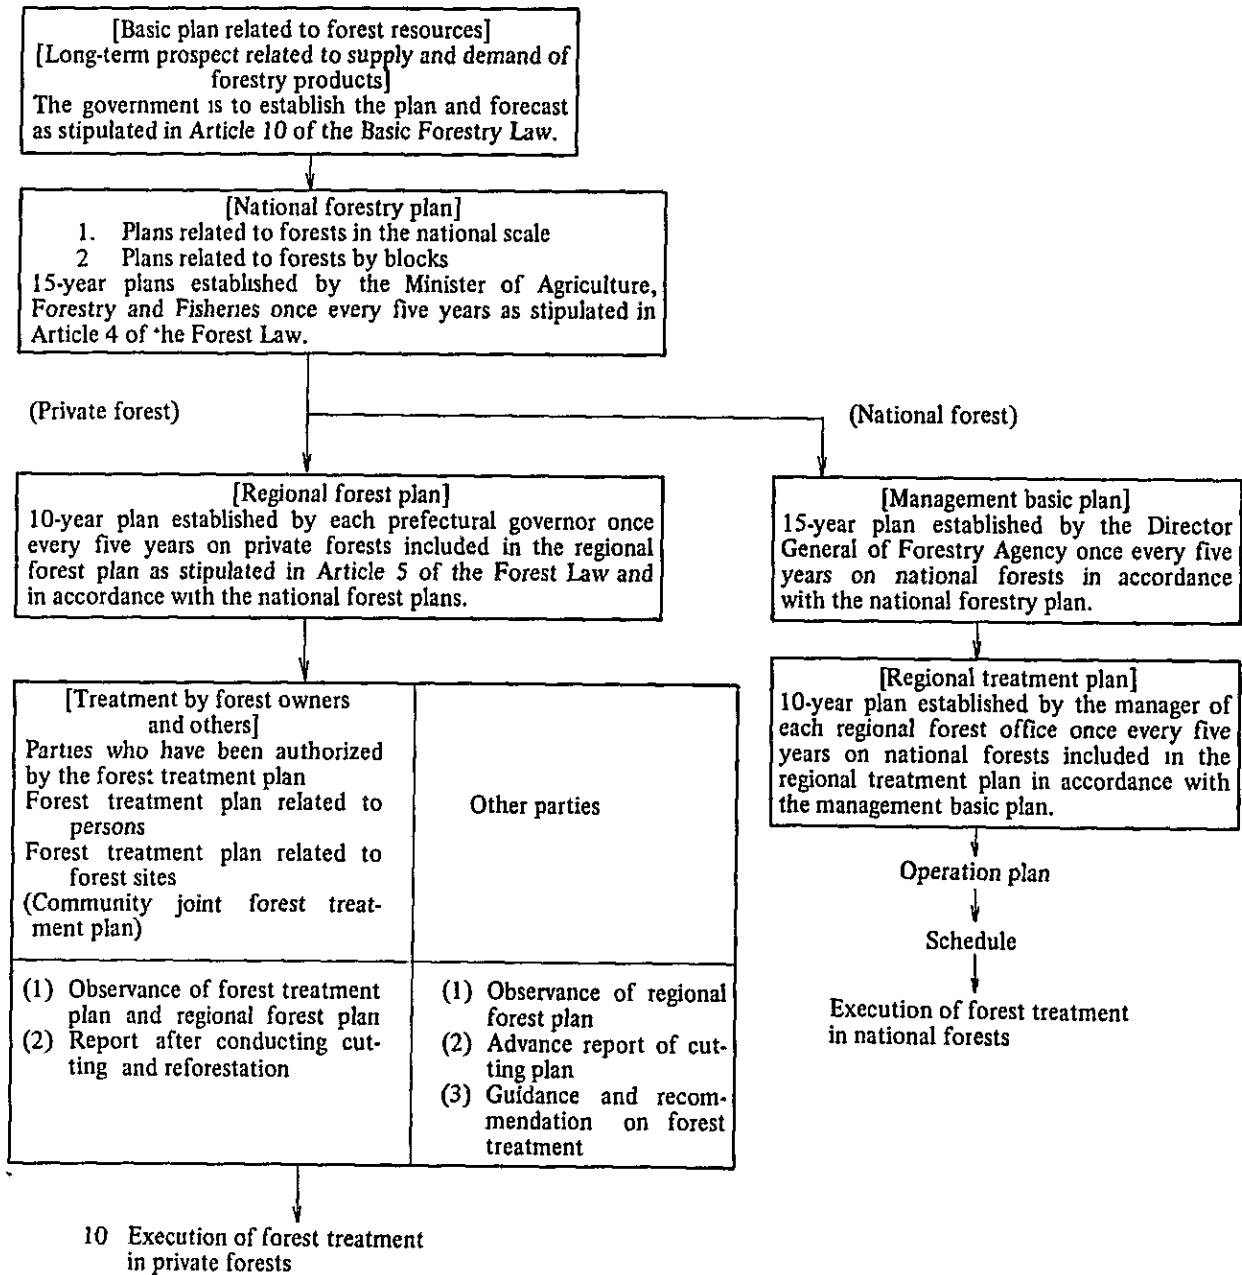 [Basic plan related to forest resources]
[Long-term prospect related to supply and demand of
forestry products]
The government is to establish the plan and forecast
as stipulated in Article 10 of the Basic Forestry Law.
[National forestry plan]
1. Plans related to forests in the national scale
2 Plans related to forests by blocks
15-year plans established by the Minister of Agriculture,
Forestry and Fisheries once every five years as stipulated in
Article 4 of 'he Forest Law.
(Private forest)
(National forest)
[Regional forest plan]
10-year plan established by each prefectural governor once
every five years on private forests included in the regional
forest plan as stipulated in Article 5 of the Forest Law and
in accordance with the national forest plans.
[Management basic plan]
15-year plan established by the Director
General of Forestry Agency once every five
years on national forests in accordance
with the national forestry plan.
[Treatment by forest owners
and others]
Parties who have been authorized
by the forest treatment plan
Forest treatment plan related to
persons
Forest treatment plan related to
forest sites
(Community joint forest treat-
ment plan)
Other parties
(1) Observance of forest treatment
plan and regional forest plan
(2) Report after conducting cut-
ting and reforestation
(1) Observance of regional
forest plan
(2) Advance report of cut-
ting plan
(3) Guidance and recom-
mendation on forest
treatment
10 Execution of forest treatment
in private forests
[Regional treatment plan]
10-year plan established by the manager of
each regional forest office once every five
years on national forests included in the
regional treatment plan in accordance with
the management basic plan.
Operation plan
Schedule
Execution of forest treatment
in national forests